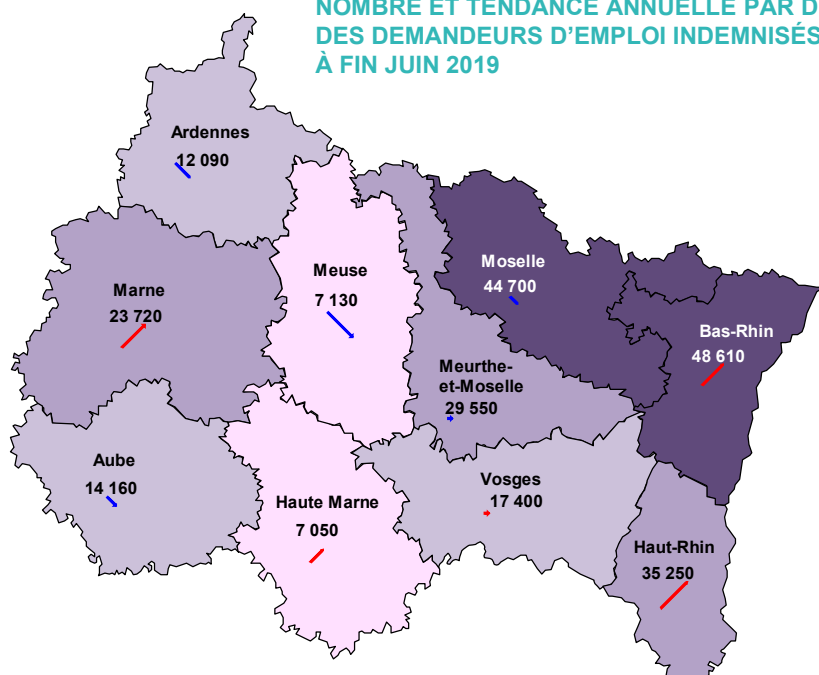 NOMBRE ET TENDANCE ANNUELLE PAR D
DES DEMANDEURS D'EMPLOI INDEMNISÉS
À FIN JUIN 2019
Ardennes
12 090
Meuse
7 130
Moselle
44 700
Marne
23 720
Bas-Rhin
48 610
Meurthe-
et-Moselle
29 550
Aube
14 160
Haute Marne
7 050
Vosges
17 400
Haut-Rhin
35 250